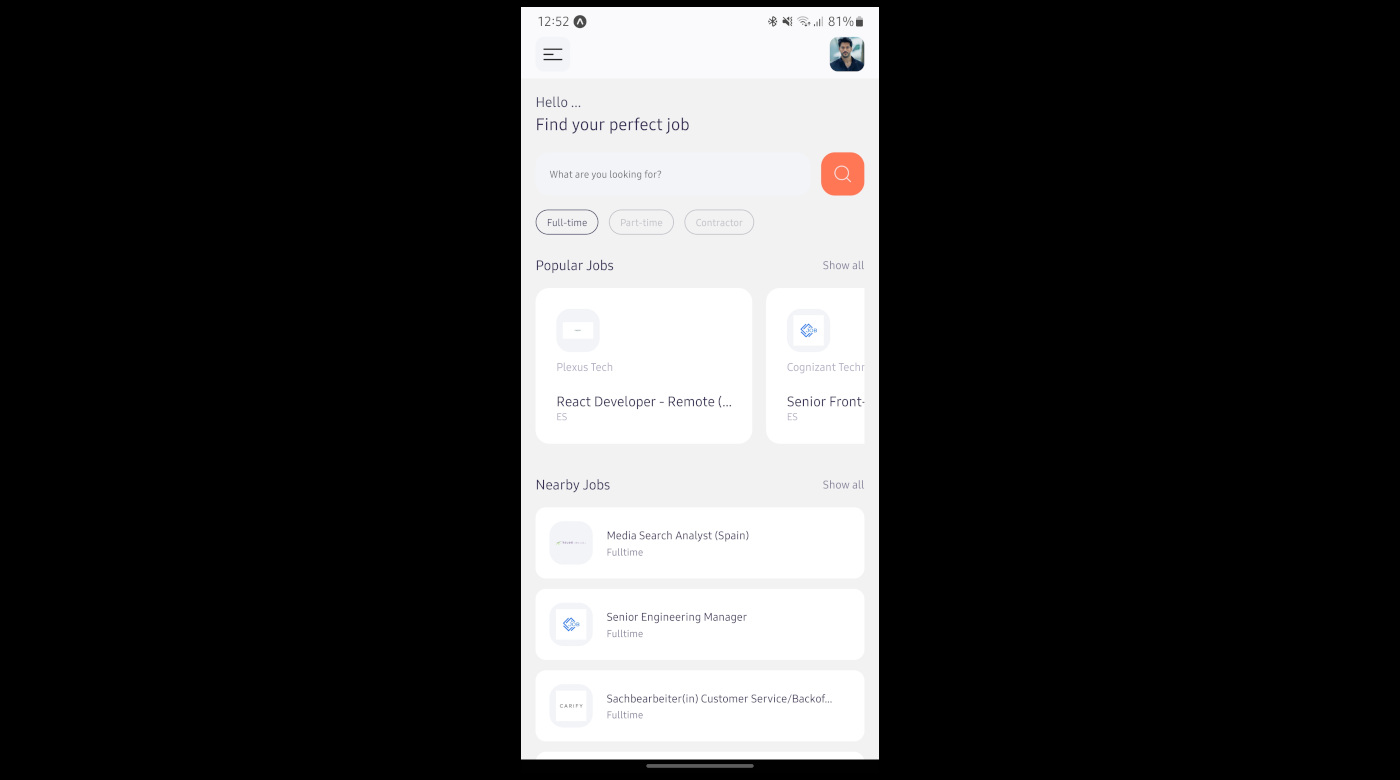 12:52
81%
Hello ...
Find your perfect job
What are you looking for?
Full-time
Part-time
Contractor
Popular Jobs
Show all
Plexus Tech
React Developer - Remote (...
ES
Cognizant Techn
Senior Front-
ES
Nearby Jobs
Show all
Media Search Analyst (Spain)
Fulltime
Senior Engineering Manager
Fulltime
CARIFY
Sachbearbeiter(in) Customer Service/Backof...
Fulltime